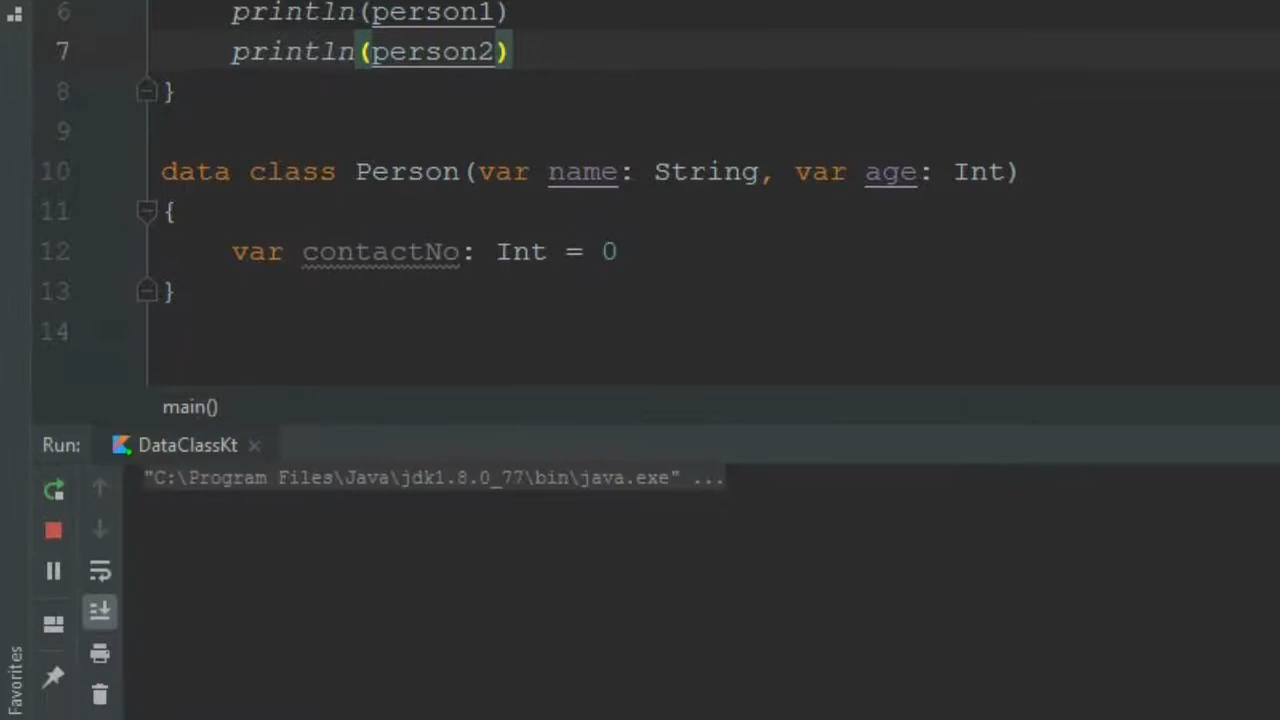 6 println(person1)
7 println(person2)
8 }
9
10 data class Person(var name: String, var age: Int)
11 {
12 var contactNo: Int = 0
13 }
14
main()
Run: DataClassKt
"C:\Program Files\Java\jdk1.8.0_77\bin\java.exe" ...
Favorites